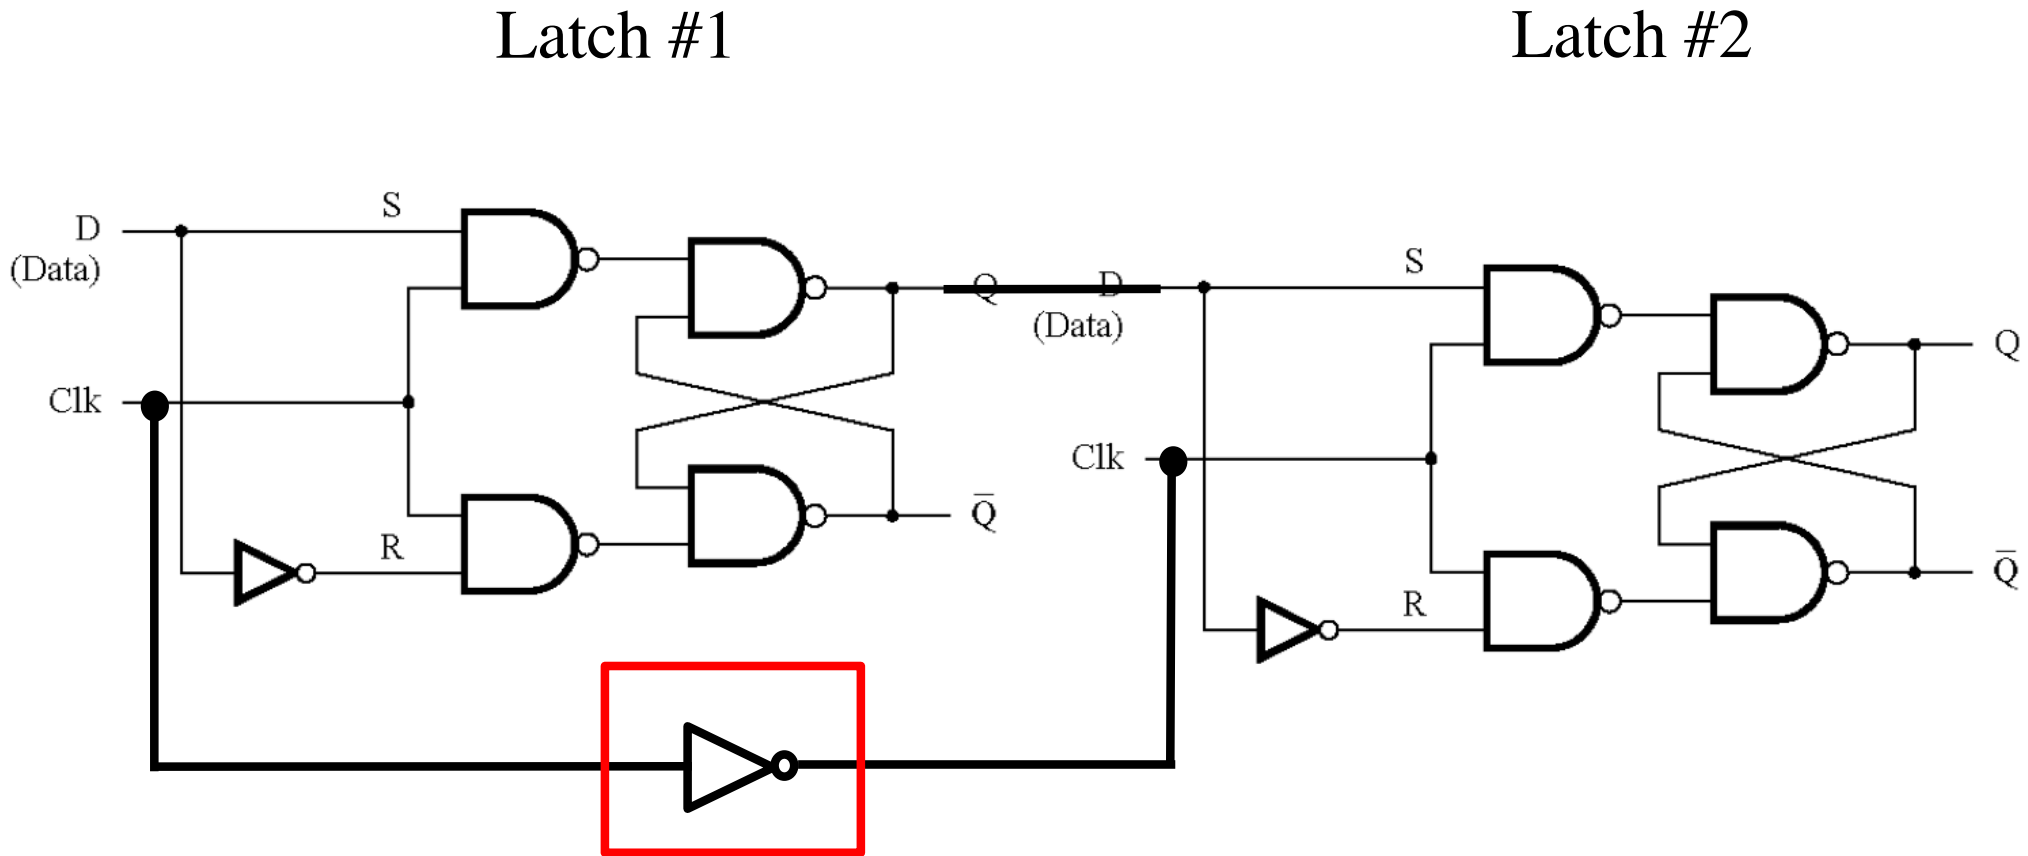 Latch #1
Latch #2
S
D
(Data)
Clk
R
Q
Q̅
D
(Data)
S
Clk
R
Q
Q̅